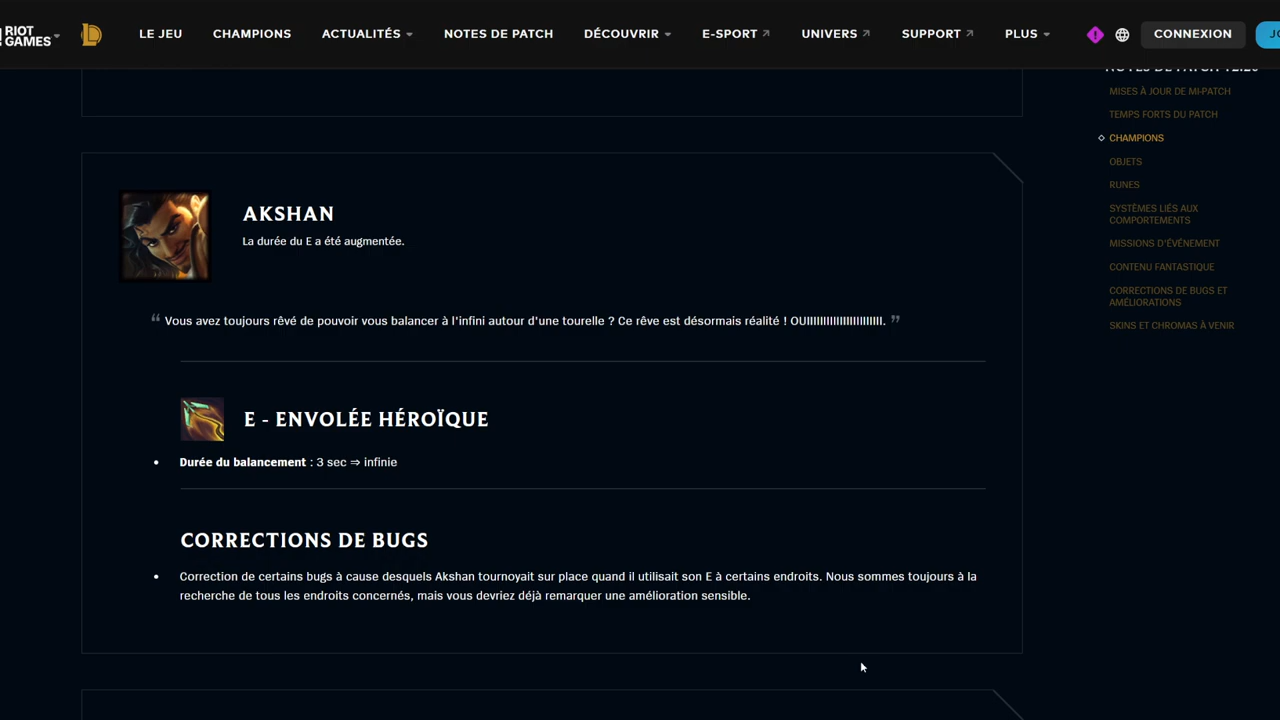 RIOT GAMES
LE JEU
CHAMPIONS
ACTUALITÉS
NOTES DE PATCH
DÉCOUVRIR
E-SPORT
UNIVERS
SUPPORT
PLUS
CONNEXION
NOTES DE PATCH
MISES À JOUR DE MI-PATCH
TEMPS FORTS DU PATCH
CHAMPIONS
OBJETS
RUNES
SYSTÈMES LIÉS AUX
COMPORTEMENTS
MISSIONS D'ÉVÉNEMENT
CONTENU FANTASTIQUE
CORRECTIONS DE BUGS ET
AMÉLIORATIONS
SKINS ET CHROMAS À VENIR
AKSHAN
La durée du E a été augmentée.
“ Vous avez toujours rêvé de pouvoir vous balancer à l'infini autour d'une tourelle ? Ce rêve est désormais réalité ! OUIIIIIIIIIIIIIIIIIIIIIII. ”
E - ENVOLÉE HÉROÏQUE
• Durée du balancement : 3 sec ⇒ infinie
CORRECTIONS DE BUGS
• Correction de certains bugs à cause desquels Akshan tournoyait sur place quand il utilisait son E à certains endroits. Nous sommes toujours à la
recherche de tous les endroits concernés, mais vous devriez déjà remarquer une amélioration sensible.